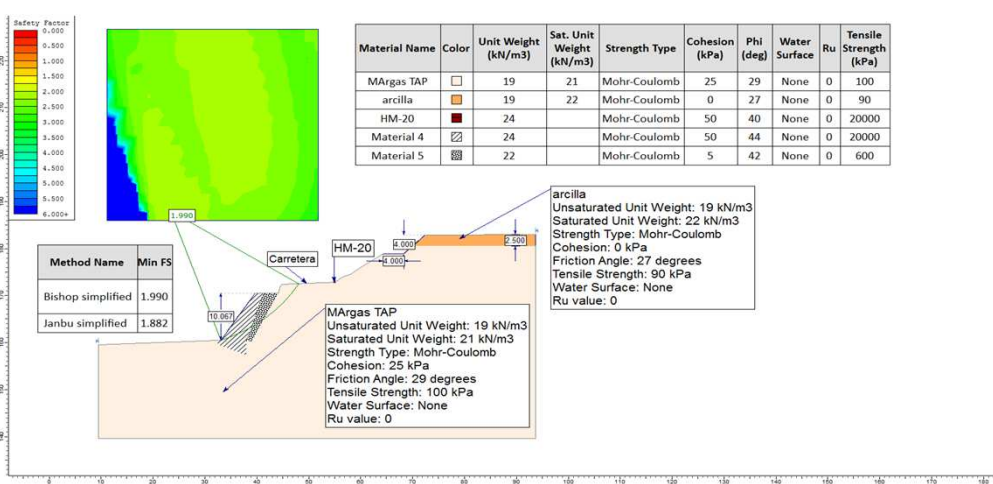 Safety Factor
0.000
0.500
1.000
1.500
2.000
2.500
3.000
3.500
4.000
4.500
5.000
5.500
6.000+
Material Name Color Unit Weight (kN/m3) Sat. Unit Weight (kN/m3) Strength Type Cohesion (kPa) Phi (deg) Water Surface Ru Tensile Strength (kPa)
MArgas TAP 19 21 Mohr-Coulomb 25 29 None 0 100
arcilla 19 22 Mohr-Coulomb 0 27 None 0 90
HM-20 24 Mohr-Coulomb 50 40 None 0 20000
Material 4 24 Mohr-Coulomb 50 44 None 0 20000
Material 5 22 Mohr-Coulomb 5 42 None 0 600
1.990
Method Name Min FS
Bishop simplified 1.990
Janbu simplified 1.882
Carretera
HM-20
4.000
4.000
2.500
10.067
arcilla
Unsaturated Unit Weight: 19 kN/m3
Saturated Unit Weight: 22 kN/m3
Strength Type: Mohr-Coulomb
Cohesion: 0 kPa
Friction Angle: 27 degrees
Tensile Strength: 90 kPa
Water Surface: None
Ru value: 0
MArgas TAP
Unsaturated Unit Weight: 19 kN/m3
Saturated Unit Weight: 21 kN/m3
Strength Type: Mohr-Coulomb
Cohesion: 25 kPa
Friction Angle: 29 degrees
Tensile Strength: 100 kPa
Water Surface: None
Ru value: 0
0 10 20 30 40 50 60 70 80 90 100 110 120 130 140 150 160 170 180